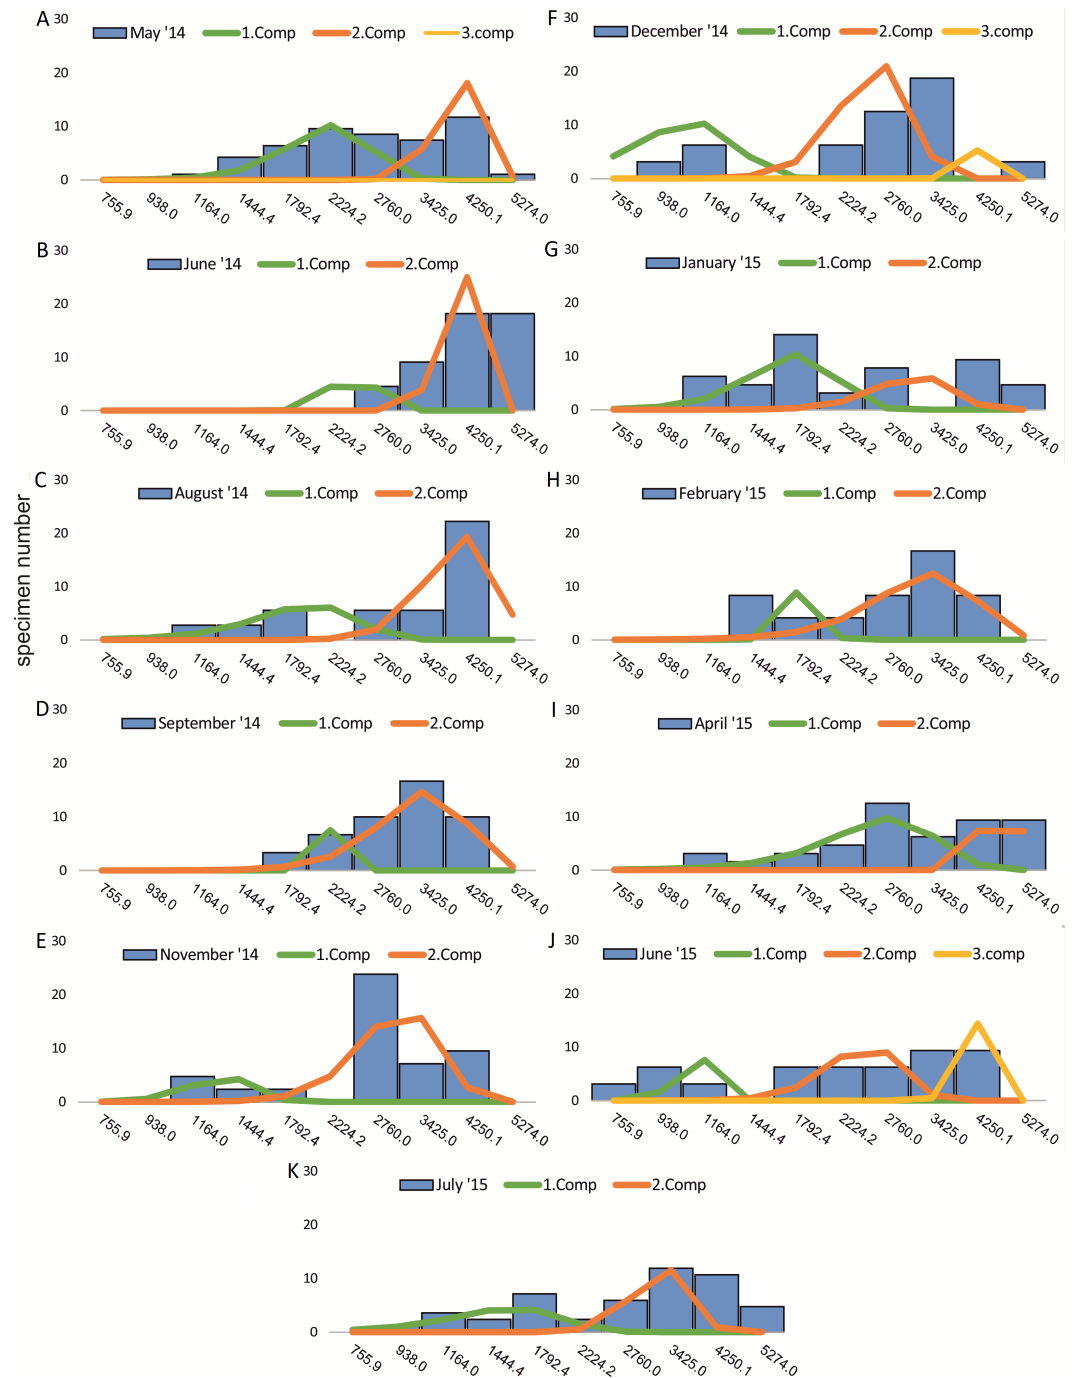 specimen number
A 30 May '14 1.Comp 2.Comp 3.comp
20
10
0
755.9 938.0 1164.0 1444.4 1792.4 2224.2 2760.0 3425.0 4250.1 5274.0
B 30 June '14 1.Comp 2.Comp
20
10
0
755.9 938.0 1164.0 1444.4 1792.4 2224.2 2760.0 3425.0 4250.1 5274.0
C 30 August '14 1.Comp 2.Comp
20
10
0
755.9 938.0 1164.0 1444.4 1792.4 2224.2 2760.0 3425.0 4250.1 5274.0
D 30 September '14 1.Comp 2.Comp
20
10
0
755.9 938.0 1164.0 1444.4 1792.4 2224.2 2760.0 3425.0 4250.1 5274.0
E 30 November '14 1.Comp 2.Comp
20
10
0
755.9 938.0 1164.0 1444.4 1792.4 2224.2 2760.0 3425.0 4250.1 5274.0
F 30 December '14 1.Comp 2.Comp 3.comp
20
10
0
755.9 938.0 1164.0 1444.4 1792.4 2224.2 2760.0 3425.0 4250.1 5274.0
G 30 January '15 1.Comp 2.Comp
20
10
0
755.9 938.0 1164.0 1444.4 1792.4 2224.2 2760.0 3425.0 4250.1 5274.0
H 30 February '15 1.Comp 2.Comp
20
10
0
755.9 938.0 1164.0 1444.4 1792.4 2224.2 2760.0 3425.0 4250.1 5274.0
I 30 April '15 1.Comp 2.Comp
20
10
0
755.9 938.0 1164.0 1444.4 1792.4 2224.2 2760.0 3425.0 4250.1 5274.0
J 30 June '15 1.Comp 2.Comp 3.comp
20
10
0
755.9 938.0 1164.0 1444.4 1792.4 2224.2 2760.0 3425.0 4250.1 5274.0
K 30 July '15 1.Comp 2.Comp
20
10
0
755.9 938.0 1164.0 1444.4 1792.4 2224.2 2760.0 3425.0 4250.1 5274.0